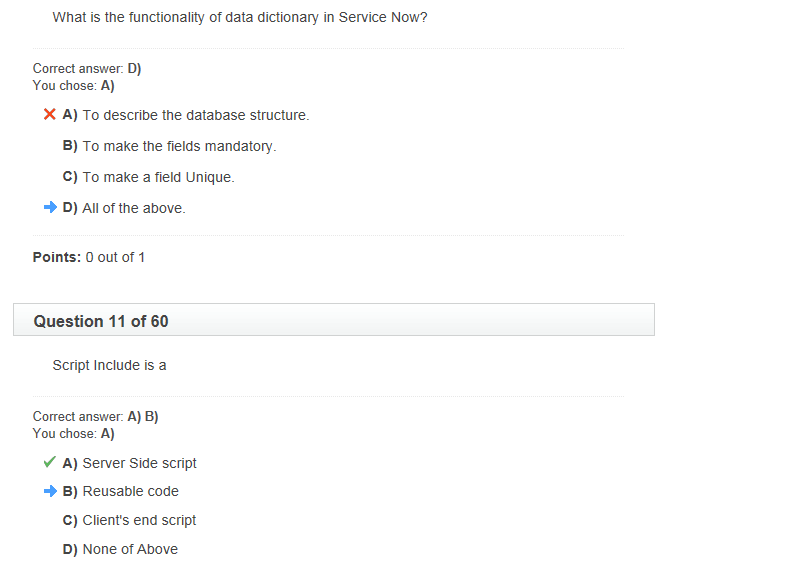 What is the functionality of data dictionary in Service Now?
Correct answer: D)
You chose: A)
A) To describe the database structure.
B) To make the fields mandatory.
C) To make a field Unique.
D) All of the above.
Points: 0 out of 1
Question 11 of 60
Script Include is a
Correct answer: A) B)
You chose: A)
A) Server Side script
B) Reusable code
C) Client's end script
D) None of Above